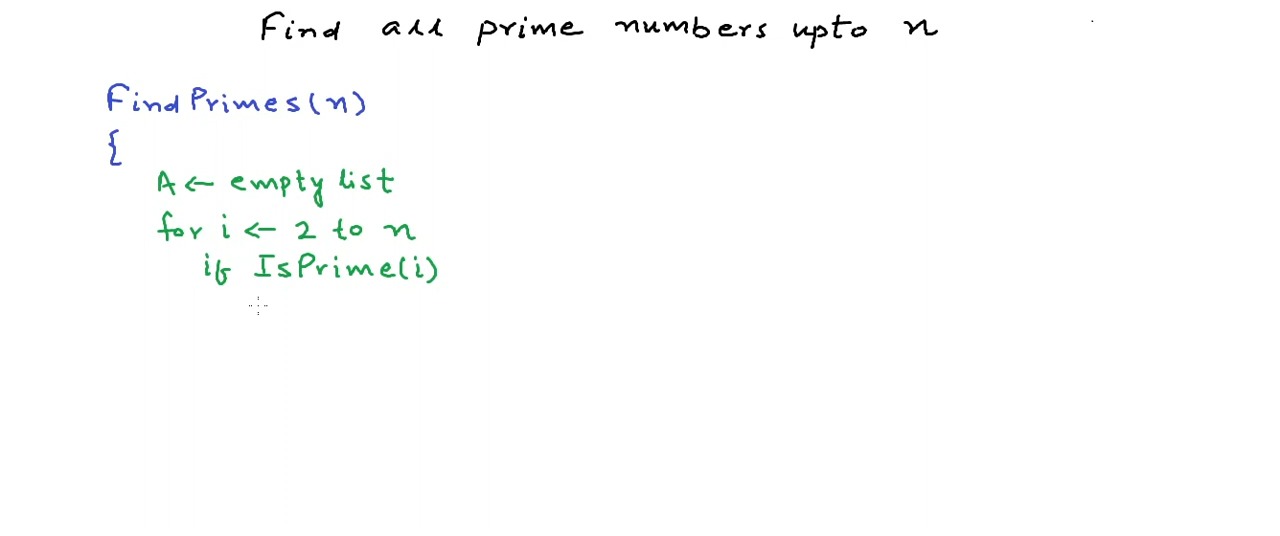 Find all prime numbers upto n
FindPrimes(n)
{
A ← empty list
for i ← 2 to n
if IsPrime(i)